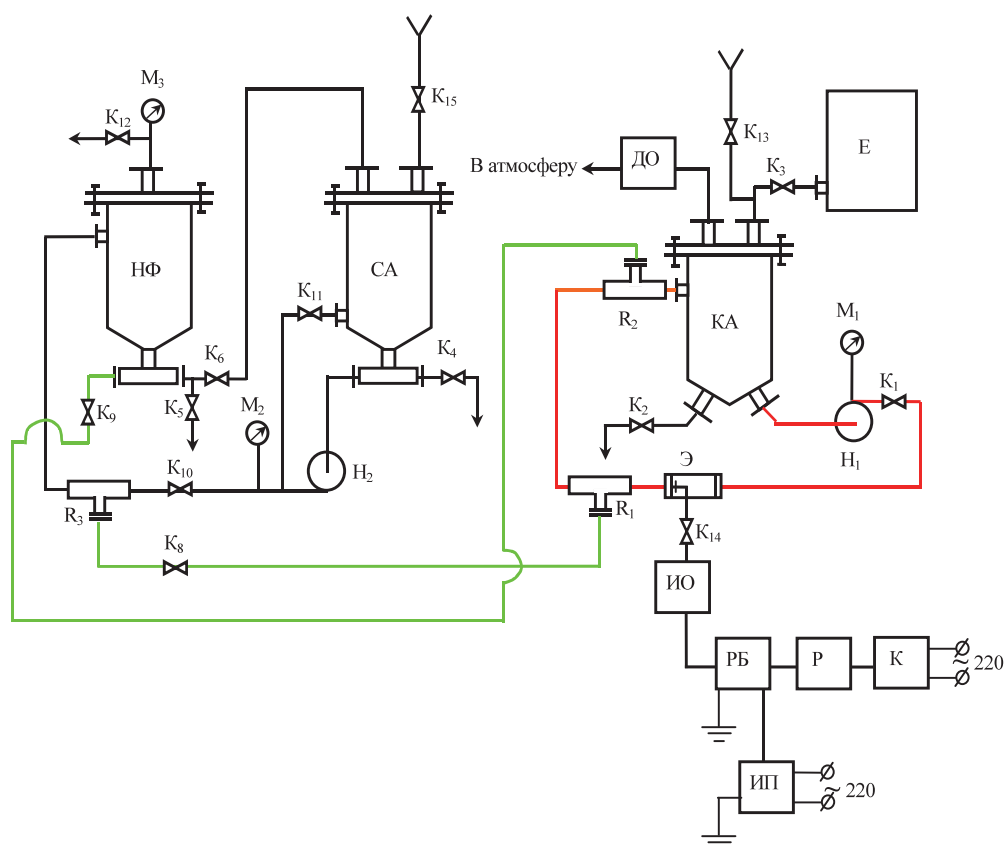 М₃
К₁₂
К₁₅
К₁₃
Е
ДО
В атмосферу
К₃
НФ
СА
К₁₁
R₂
КА
М₁
К₆
К₄
К₁
К₅
К₉
М₂
К₂
Н₁
К₁₀
Н₂
Э
R₃
R₁
К₈
К₁₄
ИО
РБ
Р
К
~ 220
ИП
~ 220